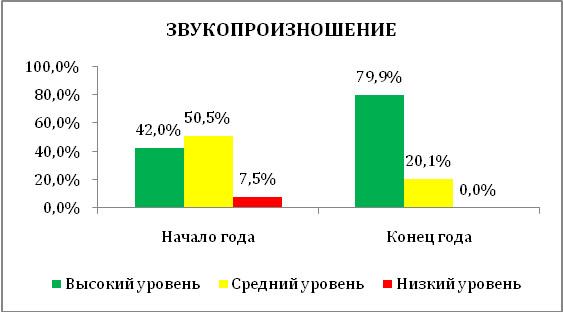 ЗВУКОПРОИЗНОШЕНИЕ
100,0%
80,0%
60,0%
40,0%
20,0%
0,0%
42,0%
50,5%
7,5%
79,9%
20,1%
0,0%
Начало года
Конец года
Высокий уровень
Средний уровень
Низкий уровень